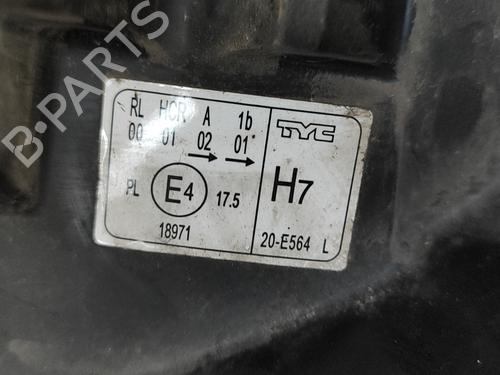 B-PARTS
RL HCR A 1b
00 01 02 01
PL E4 17.5
18971
TYC
H7
20-E564 L